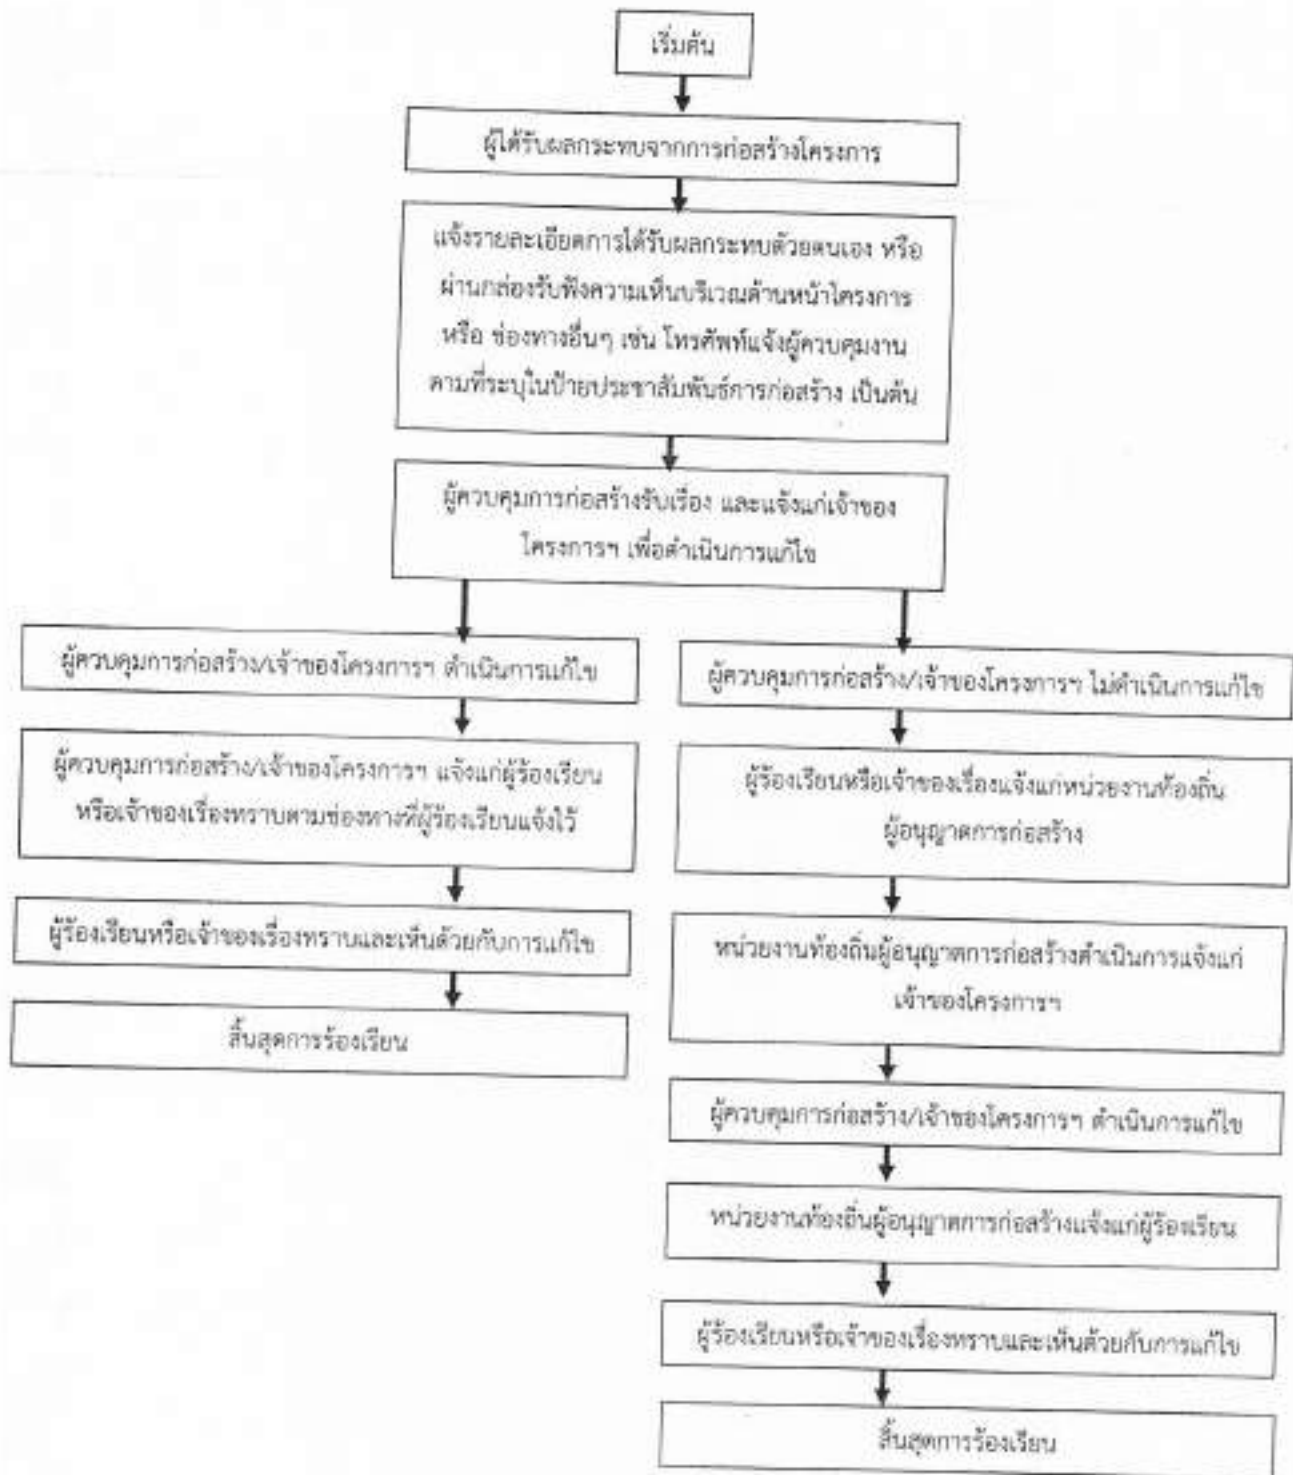 เริ่มต้น
ผู้ได้รับผลกระทบจากการก่อสร้างโครงการ
แจ้งรายละเอียดการได้รับผลกระทบด้วยตนเอง หรือ
ผ่านกล่องรับฟังความเห็นบริเวณด้านหน้าโครงการ
หรือ ช่องทางอื่นๆ เช่น โทรศัพท์แจ้งผู้ควบคุมงาน
ตามที่ระบุในป้ายประชาสัมพันธ์การก่อสร้าง เป็นต้น
ผู้ควบคุมการก่อสร้างรับเรื่อง และแจ้งแก่เจ้าของ
โครงการฯ เพื่อดำเนินการแก้ไข
ผู้ควบคุมการก่อสร้าง/เจ้าของโครงการฯ ดำเนินการแก้ไข
ผู้ควบคุมการก่อสร้าง/เจ้าของโครงการฯ แจ้งแก่ผู้ร้องเรียน
หรือเจ้าของเรื่องทราบตามช่องทางที่ผู้ร้องเรียนแจ้งไว้
ผู้ร้องเรียนหรือเจ้าของเรื่องทราบและเห็นด้วยกับการแก้ไข
สิ้นสุดการร้องเรียน
ผู้ควบคุมการก่อสร้าง/เจ้าของโครงการฯ ไม่ดำเนินการแก้ไข
ผู้ร้องเรียนหรือเจ้าของเรื่องแจ้งแก่หน่วยงานท้องถิ่น
ผู้อนุญาตการก่อสร้าง
หน่วยงานท้องถิ่นผู้อนุญาตการก่อสร้างดำเนินการแจ้งแก่
เจ้าของโครงการฯ
ผู้ควบคุมการก่อสร้าง/เจ้าของโครงการฯ ดำเนินการแก้ไข
หน่วยงานท้องถิ่นผู้อนุญาตการก่อสร้างแจ้งแก่ผู้ร้องเรียน
ผู้ร้องเรียนหรือเจ้าของเรื่องทราบและเห็นด้วยกับการแก้ไข
สิ้นสุดการร้องเรียน